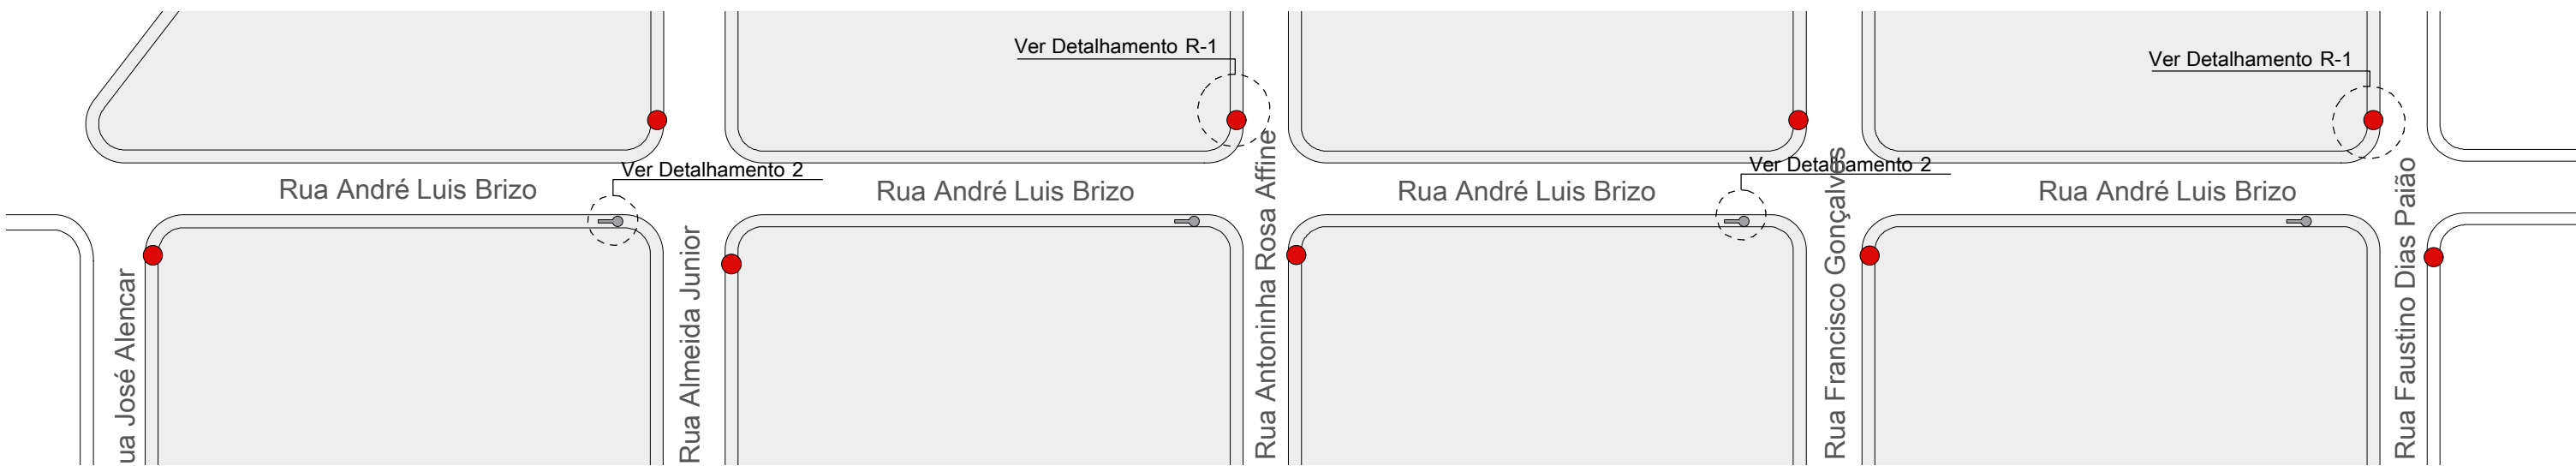 Ver Detalhamento R-1
Ver Detalhamento R-1
Ver Detalhamento 2
Ver Detalhamento 2
Rua André Luis Brizo
Rua André Luis Brizo
Rua André Luis Brizo
Rua André Luis Brizo
ua José Alencar
Rua Almeida Junior
Rua Antoninha Rosa Affine
Rua Francisco Gonçalves
Rua Faustino Dias Paião